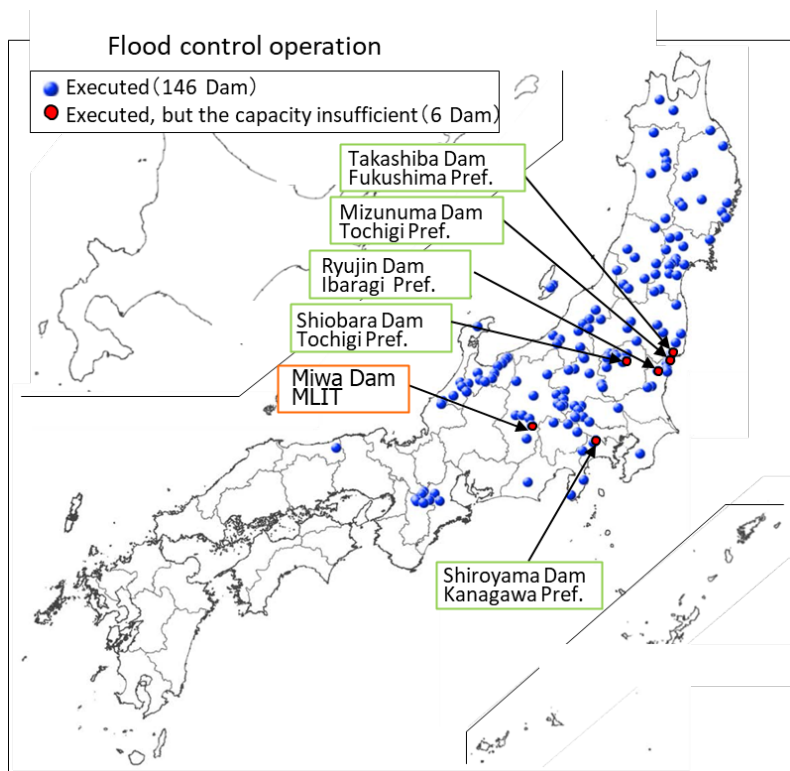 Flood control operation
Executed(146 Dam)
Executed, but the capacity insufficient(6 Dam)
Takashiba Dam
Fukushima Pref.
Mizunuma Dam
Tochigi Pref.
Ryujin Dam
Ibaragi Pref.
Shiobara Dam
Tochigi Pref.
Miwa Dam
MLIT
Shiroyama Dam
Kanagawa Pref.